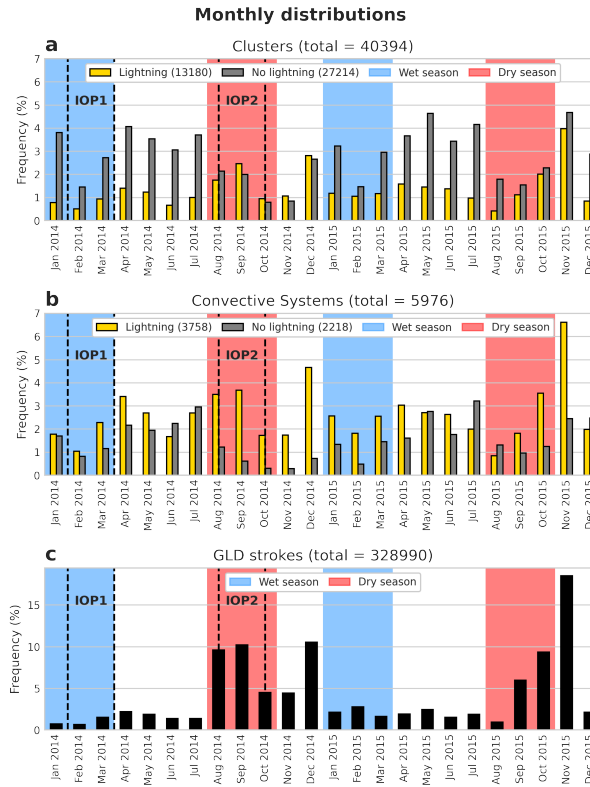 Monthly distributions
a
Clusters (total = 40394)
Lightning (13180) No lightning (27214) Wet season Dry season
IOP1 IOP2
Frequency (%)
0 1 2 3 4 5 6 7
Jan 2014 Feb 2014 Mar 2014 Apr 2014 May 2014 Jun 2014 Jul 2014 Aug 2014 Sep 2014 Oct 2014 Nov 2014 Dec 2014 Jan 2015 Feb 2015 Mar 2015 Apr 2015 May 2015 Jun 2015 Jul 2015 Aug 2015 Sep 2015 Oct 2015 Nov 2015 Dec 2015
b
Convective Systems (total = 5976)
Lightning (3758) No lightning (2218) Wet season Dry season
IOP1 IOP2
Frequency (%)
0 1 2 3 4 5 6 7
Jan 2014 Feb 2014 Mar 2014 Apr 2014 May 2014 Jun 2014 Jul 2014 Aug 2014 Sep 2014 Oct 2014 Nov 2014 Dec 2014 Jan 2015 Feb 2015 Mar 2015 Apr 2015 May 2015 Jun 2015 Jul 2015 Aug 2015 Sep 2015 Oct 2015 Nov 2015 Dec 2015
c
GLD strokes (total = 328990)
Wet season Dry season
IOP1 IOP2
Frequency (%)
0 5 10 15
Jan 2014 Feb 2014 Mar 2014 Apr 2014 May 2014 Jun 2014 Jul 2014 Aug 2014 Sep 2014 Oct 2014 Nov 2014 Dec 2014 Jan 2015 Feb 2015 Mar 2015 Apr 2015 May 2015 Jun 2015 Jul 2015 Aug 2015 Sep 2015 Oct 2015 Nov 2015 Dec 2015